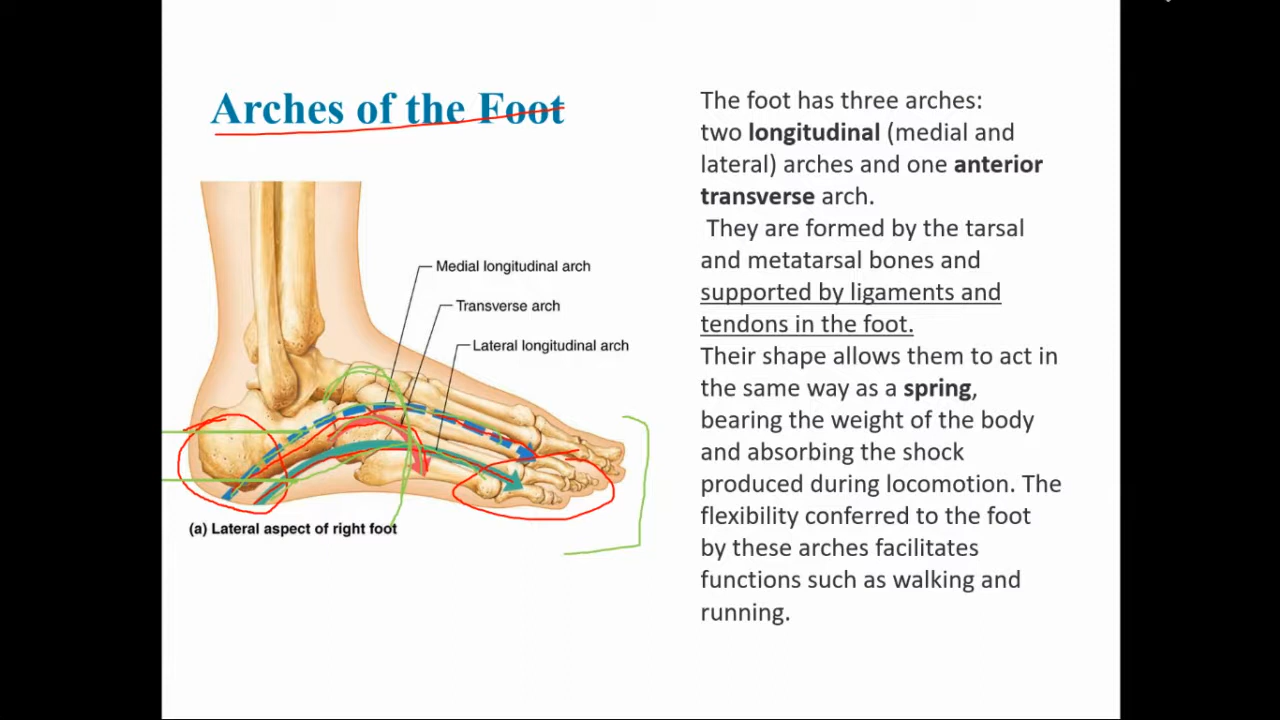 Arches of the Foot
The foot has three arches:
two longitudinal (medial and
lateral) arches and one anterior
transverse arch.
They are formed by the tarsal
and metatarsal bones and
supported by ligaments and
tendons in the foot.
Their shape allows them to act in
the same way as a spring,
bearing the weight of the body
and absorbing the shock
produced during locomotion. The
flexibility conferred to the foot
by these arches facilitates
functions such as walking and
running.
Medial longitudinal arch
Transverse arch
Lateral longitudinal arch
(a) Lateral aspect of right foot